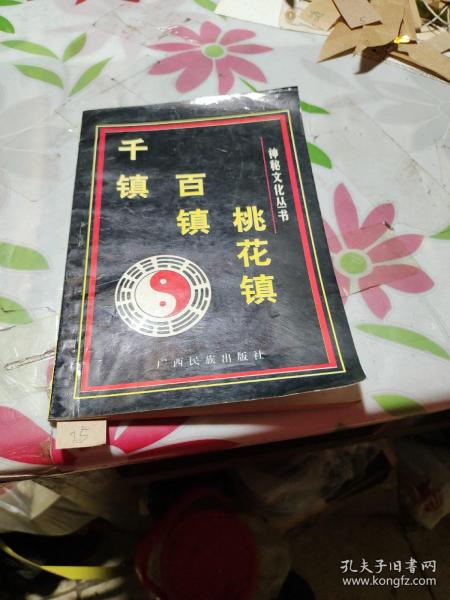 神秘文化丛书
千镇
百镇
桃花镇
广西民族出版社
15
孔夫子旧书网
www.kongfz.com